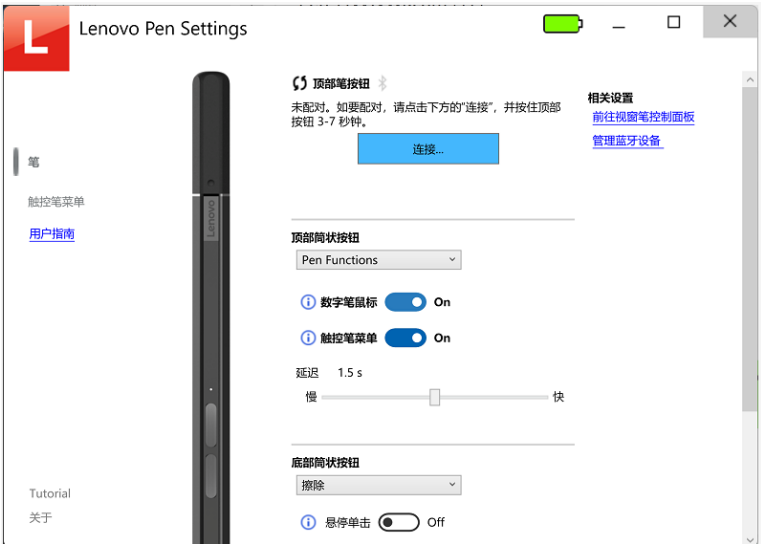 L
Lenovo Pen Settings
顶部笔按钮
未配对。如要配对，请点击下方的“连接”，并按住顶部
按钮 3-7 秒钟。
连接...
相关设置
前往视窗笔控制面板
管理蓝牙设备
笔
触控笔菜单
用户指南
Lenovo
顶部筒状按钮
Pen Functions
数字笔鼠标 On
触控笔菜单 On
延迟 1.5 s
慢 快
底部筒状按钮
擦除
悬停单击 Off
Tutorial
关于